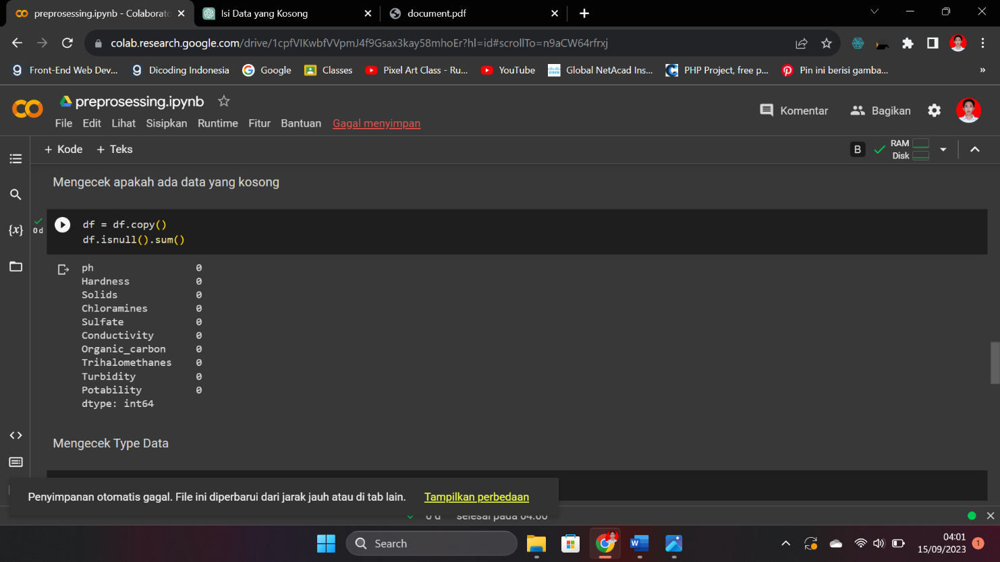 preprosessing.ipynb - Colaborato
Isi Data yang Kosong
document.pdf
colab.research.google.com/drive/1cpfVIKwbfVVpmJ4f9Gsax3kay58mhoEr?hl=id#scrollTo=n9aCW64rfrxj
Front-End Web Dev...
Dicoding Indonesia
Google
Classes
Pixel Art Class - Ru...
YouTube
Global NetAcad Ins...
PHP Project, free p...
Pin ini berisi gamba...
»
preprosessing.ipynb
File Edit Lihat Sisipkan Runtime Fitur Bantuan Gagal menyimpan
Komentar
Bagikan
+ Kode + Teks
B
RAM
Disk
Mengecek apakah ada data yang kosong
{x}
0 d
df = df.copy()
df.isnull().sum()
ph 0
Hardness 0
Solids 0
Chloramines 0
Sulfate 0
Conductivity 0
Organic_carbon 0
Trihalomethanes 0
Turbidity 0
Potability 0
dtype: int64
Mengecek Type Data
Penyimpanan otomatis gagal. File ini diperbarui dari jarak jauh atau di tab lain. Tampilkan perbedaan
0 d selesai pada 04.00
Search
04:01
15/09/2023
1